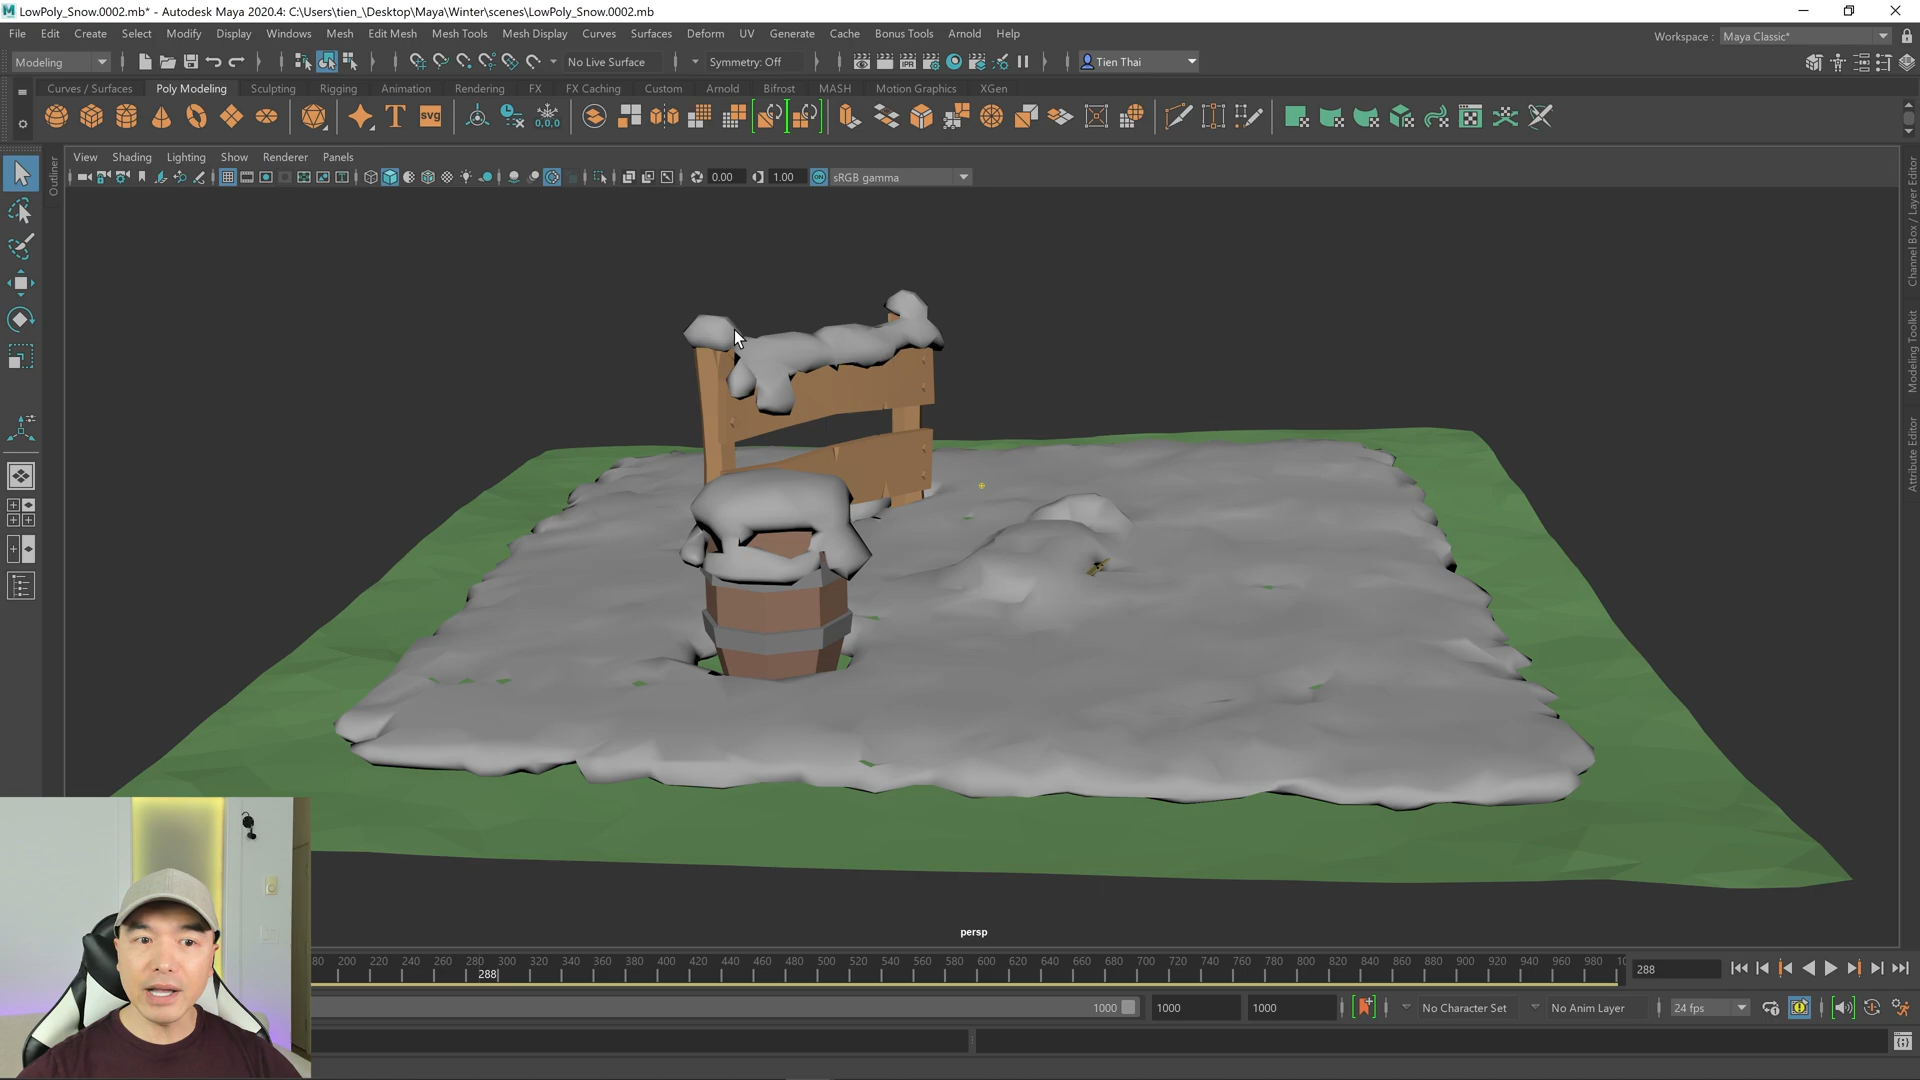 LowPoly_Snow.0002.mb* - Autodesk Maya 2020.4: C:\Users\tien_\Desktop\Maya\Winter\scenes\LowPoly_Snow.0002.mb
File Edit Create Select Modify Display Windows Mesh Edit Mesh Mesh Tools Mesh Display Curves Surfaces Deform UV Generate Cache Bonus Tools Arnold Help
Workspace : Maya Classic*
Modeling No Live Surface Symmetry: Off Tien Thai
Curves / Surfaces Poly Modeling Sculpting Rigging Animation Rendering FX FX Caching Custom Arnold Bifrost MASH Motion Graphics XGen
T svg 0,0,0
View Shading Lighting Show Renderer Panels
0.00 1.00 ON sRGB gamma
Outliner
Channel Box / Layer Editor
Modeling Toolkit
Attribute Editor
persp
80 200 220 240 260 280 300 320 340 360 380 400 420 440 460 480 500 520 540 560 580 600 620 640 660 680 700 720 740 760 780 800 820 840 860 880 900 920 940 960 980
288
288
1000 1000 1000 No Character Set No Anim Layer 24 fps